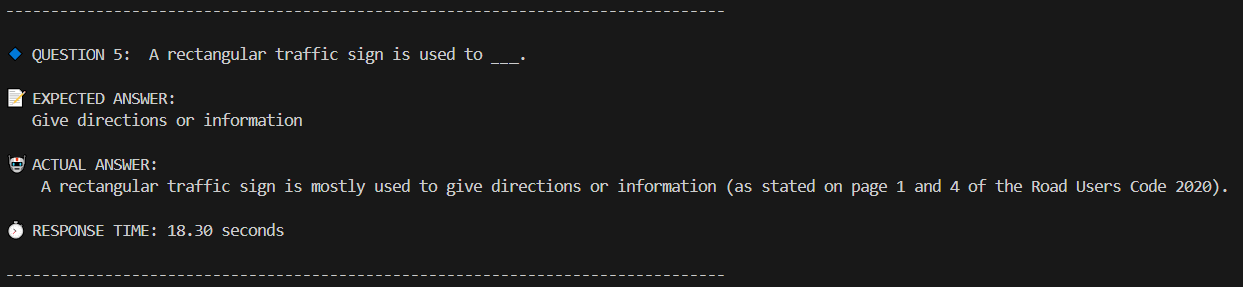 --------------------------------------------------------------------------------
🔹 QUESTION 5:  A rectangular traffic sign is used to ___.
📝 EXPECTED ANSWER:
Give directions or information
🤖 ACTUAL ANSWER:
A rectangular traffic sign is mostly used to give directions or information (as stated on page 1 and 4 of the Road Users Code 2020).
⏱️ RESPONSE TIME: 18.30 seconds
--------------------------------------------------------------------------------